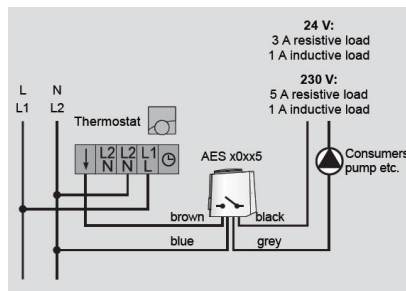 24 V:
3 A resistive load
1 A inductive load
230 V:
5 A resistive load
1 A inductive load
L N
L1 L2
Thermostat
L2 L2 L1
N N L
AES x0xx5
Consumers
pump etc.
brown black
blue grey